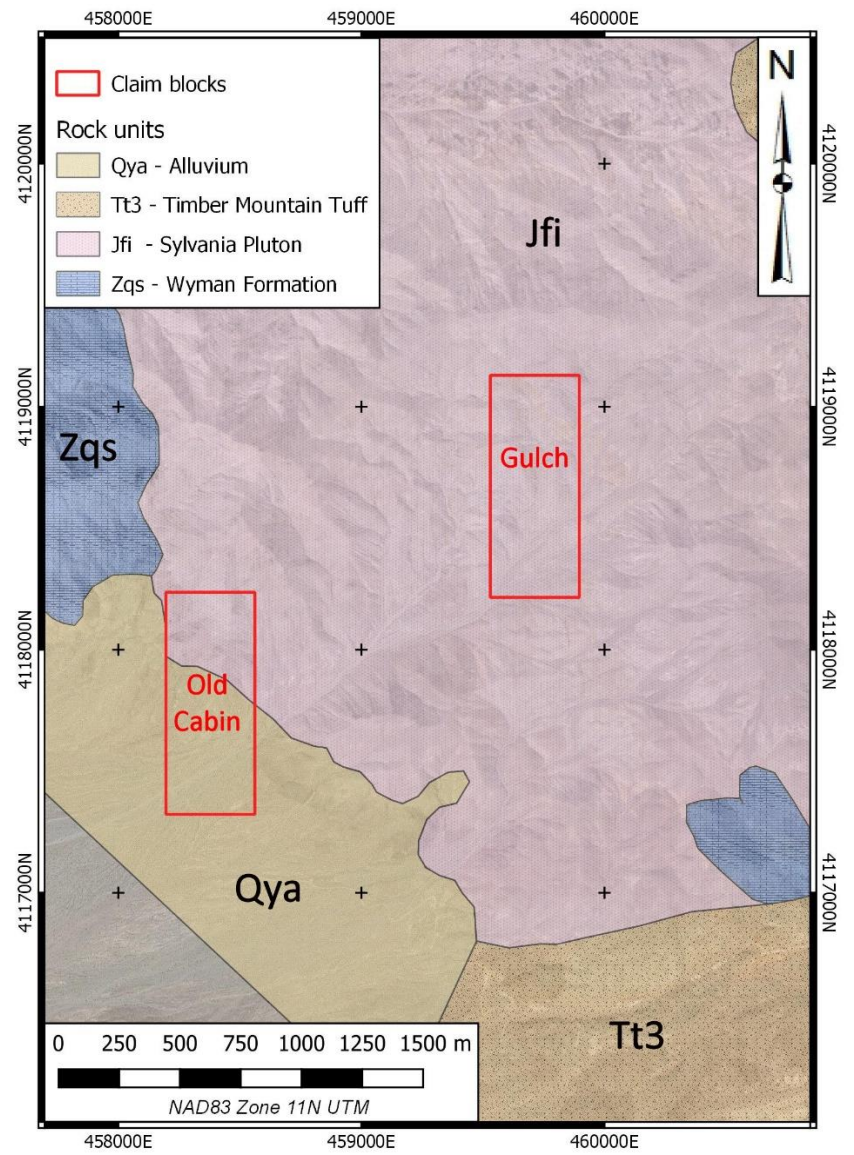 458000E 459000E 460000E
Claim blocks
Rock units
Qya - Alluvium
Tt3 - Timber Mountain Tuff
Jfi - Sylvania Pluton
Zqs - Wyman Formation
N
4120000N 4120000N
Jfi
4119000N 4119000N
Zqs
Gulch
4118000N 4118000N
Old
Cabin
4117000N 4117000N
Qya
Tt3
0 250 500 750 1000 1250 1500 m
NAD83 Zone 11N UTM
458000E 459000E 460000E